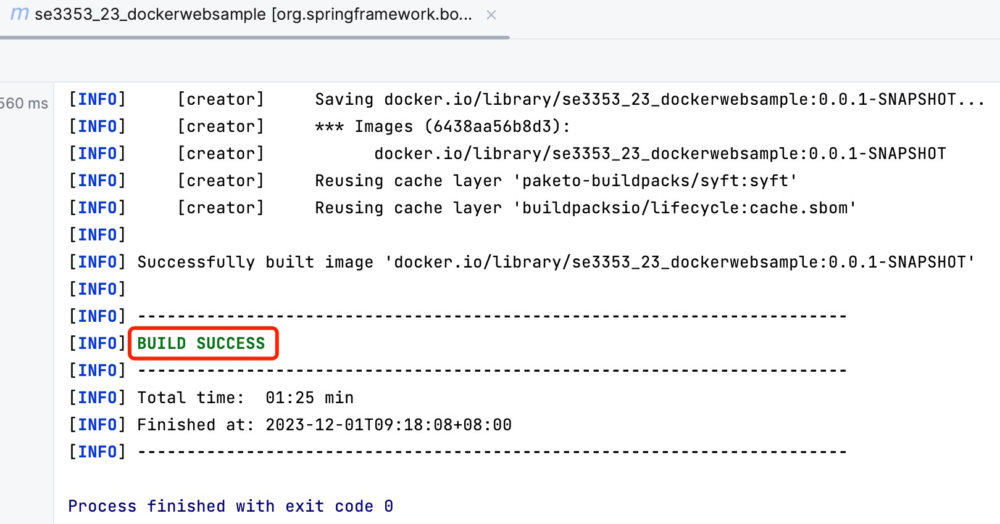 m se3353_23_dockerwebsample [org.springframework.bo... ×
560 ms
[INFO]     [creator]     Saving docker.io/library/se3353_23_dockerwebsample:0.0.1-SNAPSHOT...
[INFO]     [creator]     *** Images (6438aa56b8d3):
[INFO]     [creator]           docker.io/library/se3353_23_dockerwebsample:0.0.1-SNAPSHOT
[INFO]     [creator]     Reusing cache layer 'paketo-buildpacks/syft:syft'
[INFO]     [creator]     Reusing cache layer 'buildpacksio/lifecycle:cache.sbom'
[INFO]
[INFO] Successfully built image 'docker.io/library/se3353_23_dockerwebsample:0.0.1-SNAPSHOT'
[INFO]
[INFO] ------------------------------------------------------------------------
[INFO] BUILD SUCCESS
[INFO] ------------------------------------------------------------------------
[INFO] Total time:  01:25 min
[INFO] Finished at: 2023-12-01T09:18:08+08:00
[INFO] ------------------------------------------------------------------------
Process finished with exit code 0